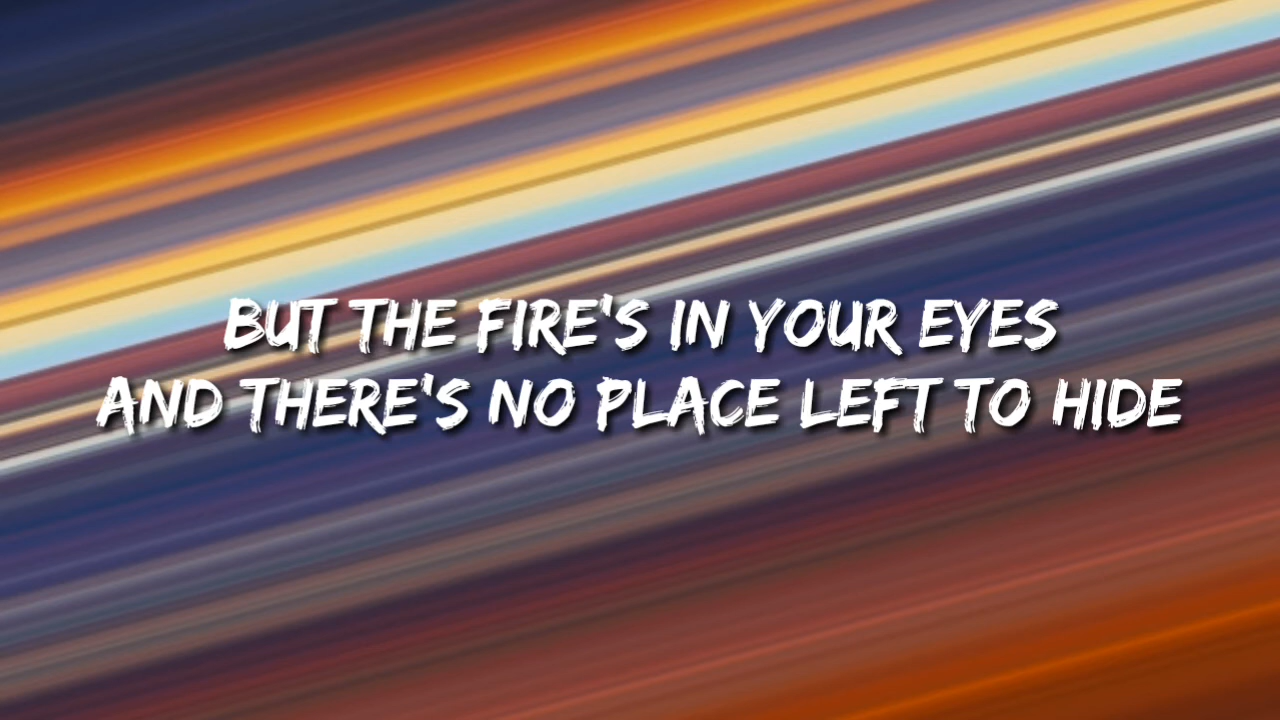 BUT THE FIRE'S IN YOUR EYES
AND THERE'S NO PLACE LEFT TO HIDE